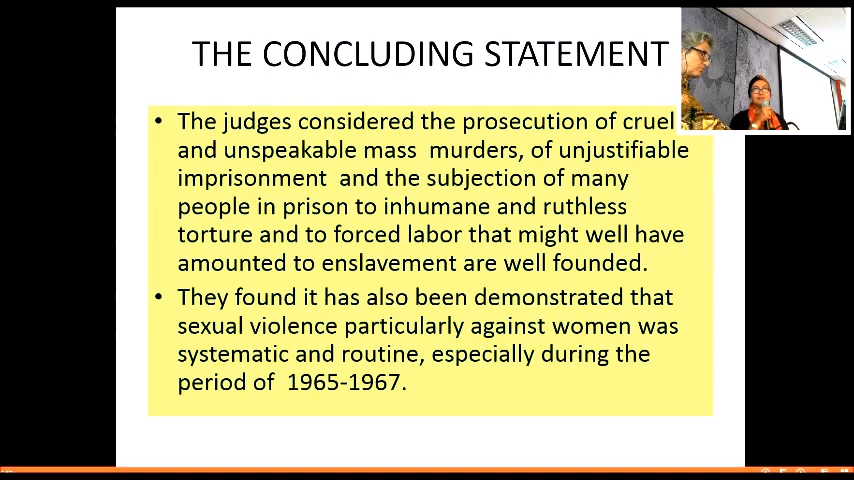 THE CONCLUDING STATEMENT
• The judges considered the prosecution of cruel
and unspeakable mass murders, of unjustifiable
imprisonment and the subjection of many
people in prison to inhumane and ruthless
torture and to forced labor that might well have
amounted to enslavement are well founded.
• They found it has also been demonstrated that
sexual violence particularly against women was
systematic and routine, especially during the
period of 1965-1967.